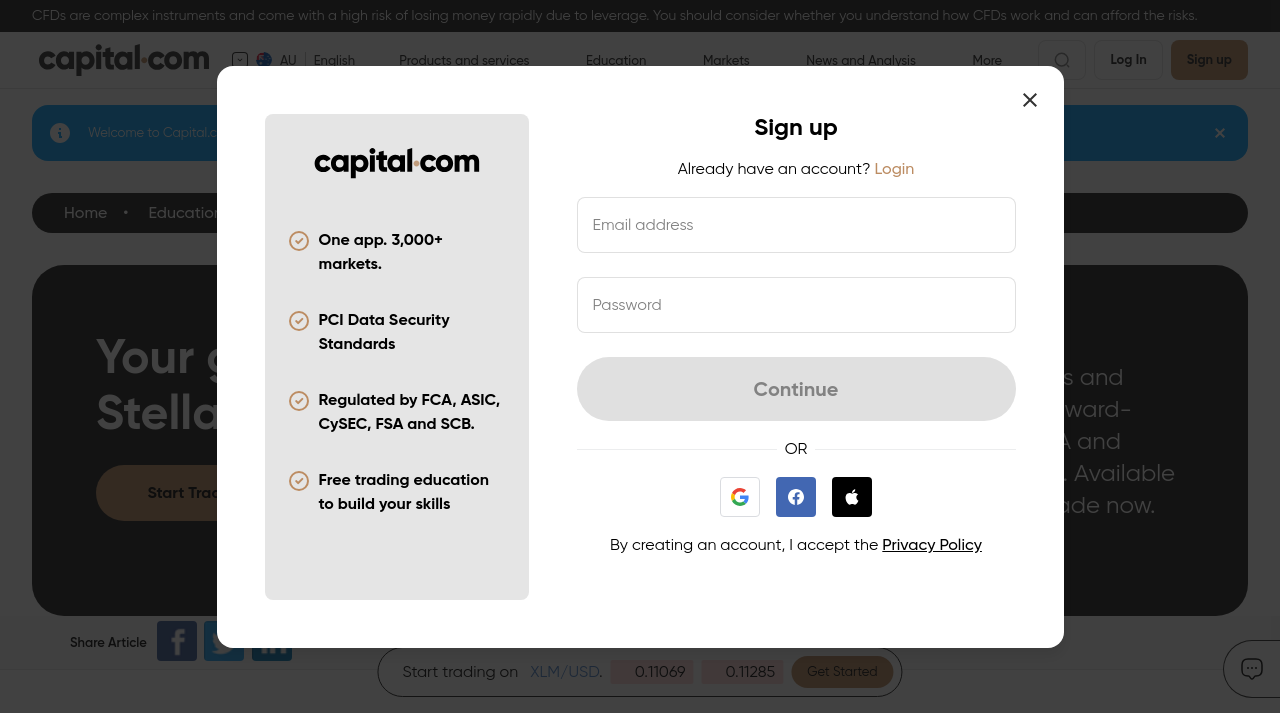 CFDs are complex instruments and come with a high risk of losing money rapidly due to leverage. You should consider whether you understand how CFDs work and can afford the risks.
capital.com
AU English Products and services Education Markets News and Analysis More Log In Sign up
Welcome to Capital.c
Home • Education
Your g
Stella
Start Trad
s and
ward-
A and
. Available
ade now.
Share Article
Start trading on XLM/USD. 0.11069 0.11285 Get Started
capital.com
One app. 3,000+
markets.
PCI Data Security
Standards
Regulated by FCA, ASIC,
CySEC, FSA and SCB.
Free trading education
to build your skills
Sign up
Already have an account? Login
Email address
Password
Continue
OR
By creating an account, I accept the Privacy Policy